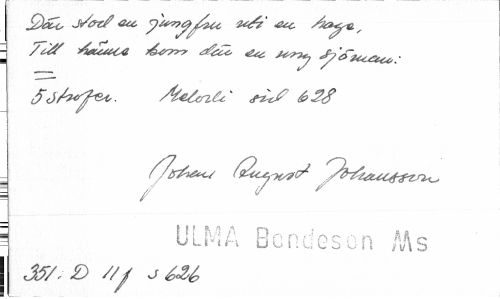 Där stod en jungfru uti en hage,
Till henne kom där en ung sjöman:
5 strofer. Melodi sid 628
Johan August Johansson
ULMA Bondeson Ms
351: D 11 f s 626